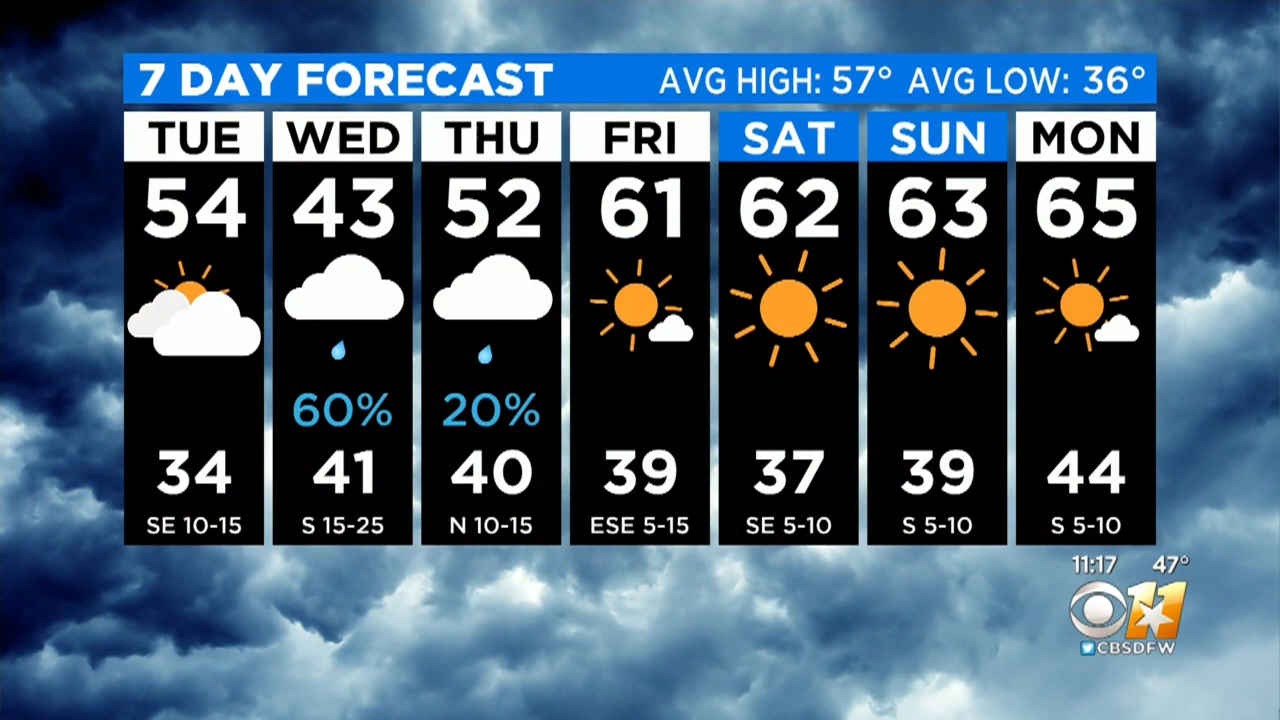 7 DAY FORECAST AVG HIGH: 57° AVG LOW: 36°
TUE WED THU FRI SAT SUN MON
54 43 52 61 62 63 65
60% 20%
34 41 40 39 37 39 44
SE 10-15 S 15-25 N 10-15 ESE 5-15 SE 5-10 S 5-10 S 5-10
11:17 47°
11
CBSDFW